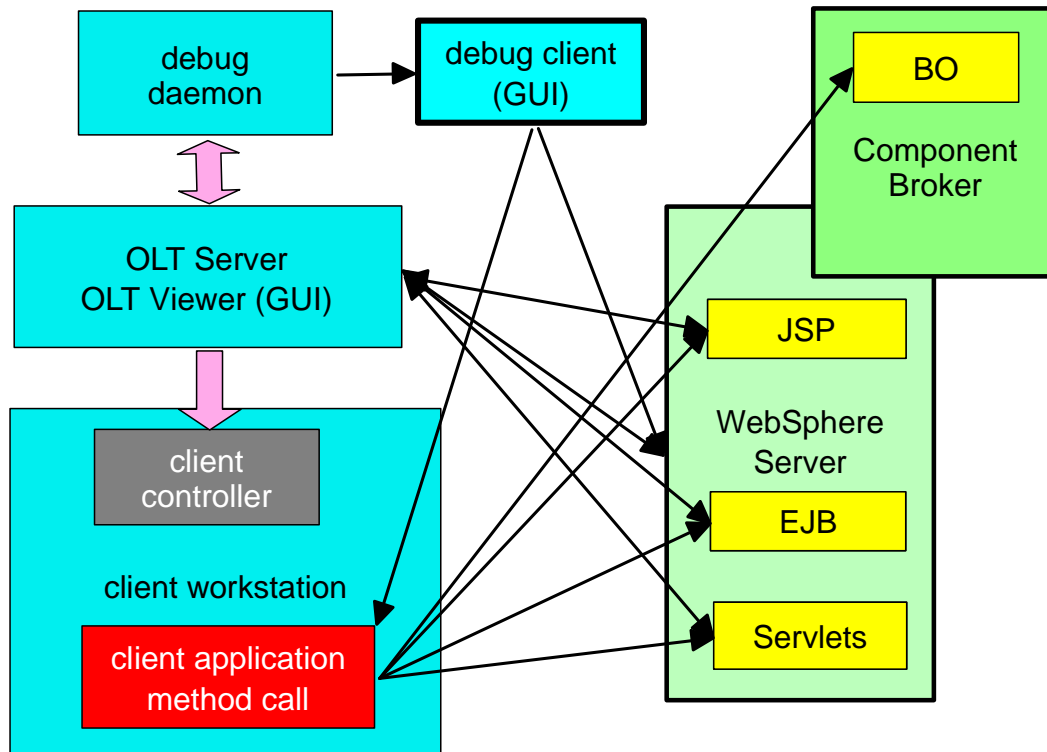 debug
daemon
debug client
(GUI)
BO
Component
Broker
OLT Server
OLT Viewer (GUI)
JSP
WebSphere
Server
client
controller
EJB
client workstation
Servlets
client application
method call